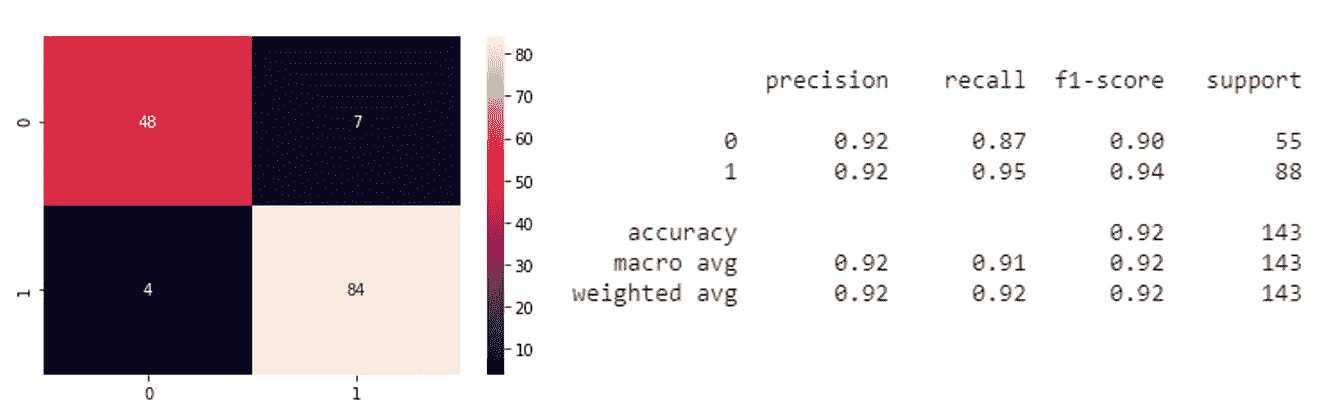 0
48
7
1
4
84
0
1
80
70
60
50
40
30
20
10
precision recall f1-score support
0 0.92 0.87 0.90 55
1 0.92 0.95 0.94 88
accuracy 0.92 143
macro avg 0.92 0.91 0.92 143
weighted avg 0.92 0.92 0.92 143